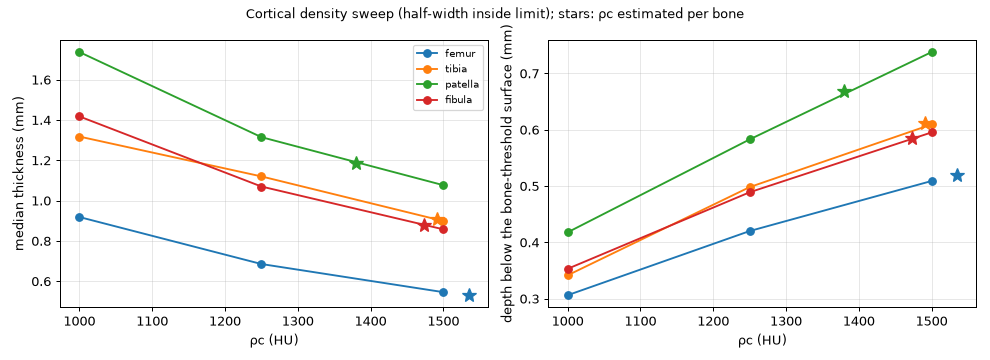 Cortical density sweep (half-width inside limit); stars: ρc estimated per bone
median thickness (mm)
1.6
1.4
1.2
1.0
0.8
0.6
1000
1100
1200
1300
1400
1500
ρc (HU)
femur
tibia
patella
fibula
depth below the bone-threshold surface (mm)
0.7
0.6
0.5
0.4
0.3
1000
1100
1200
1300
1400
1500
ρc (HU)